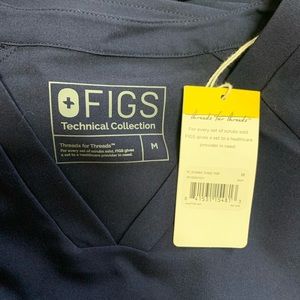 FIGS
Technical Collection
Threads for Threads™
For every set of scrubs sold, FIGS gives
a set to a healthcare provider in need.
M
threads for threads
For every set of scrubs sold,
FIGS gives a set to a healthcare
provider in need.